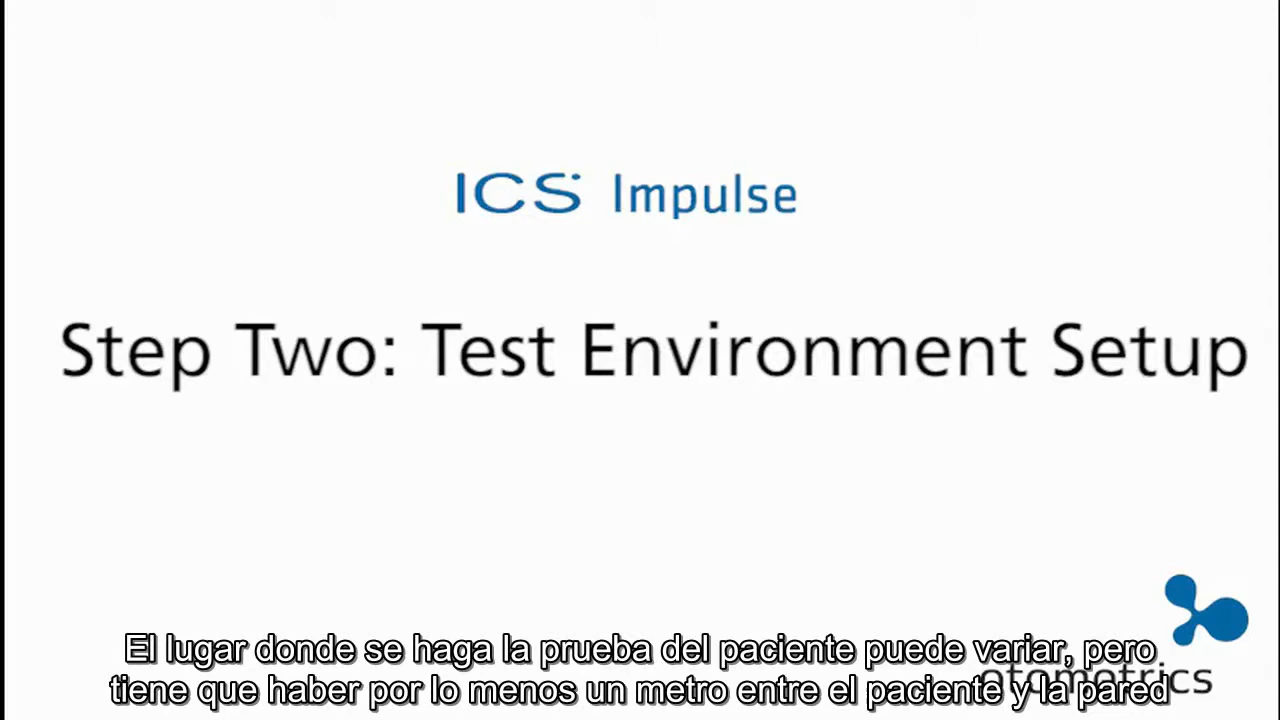 ICS Impulse
Step Two: Test Environment Setup
El lugar donde se haga la prueba del paciente puede variar, pero
tiene que haber por lo menos un metro entre el paciente y la pared
otometrics